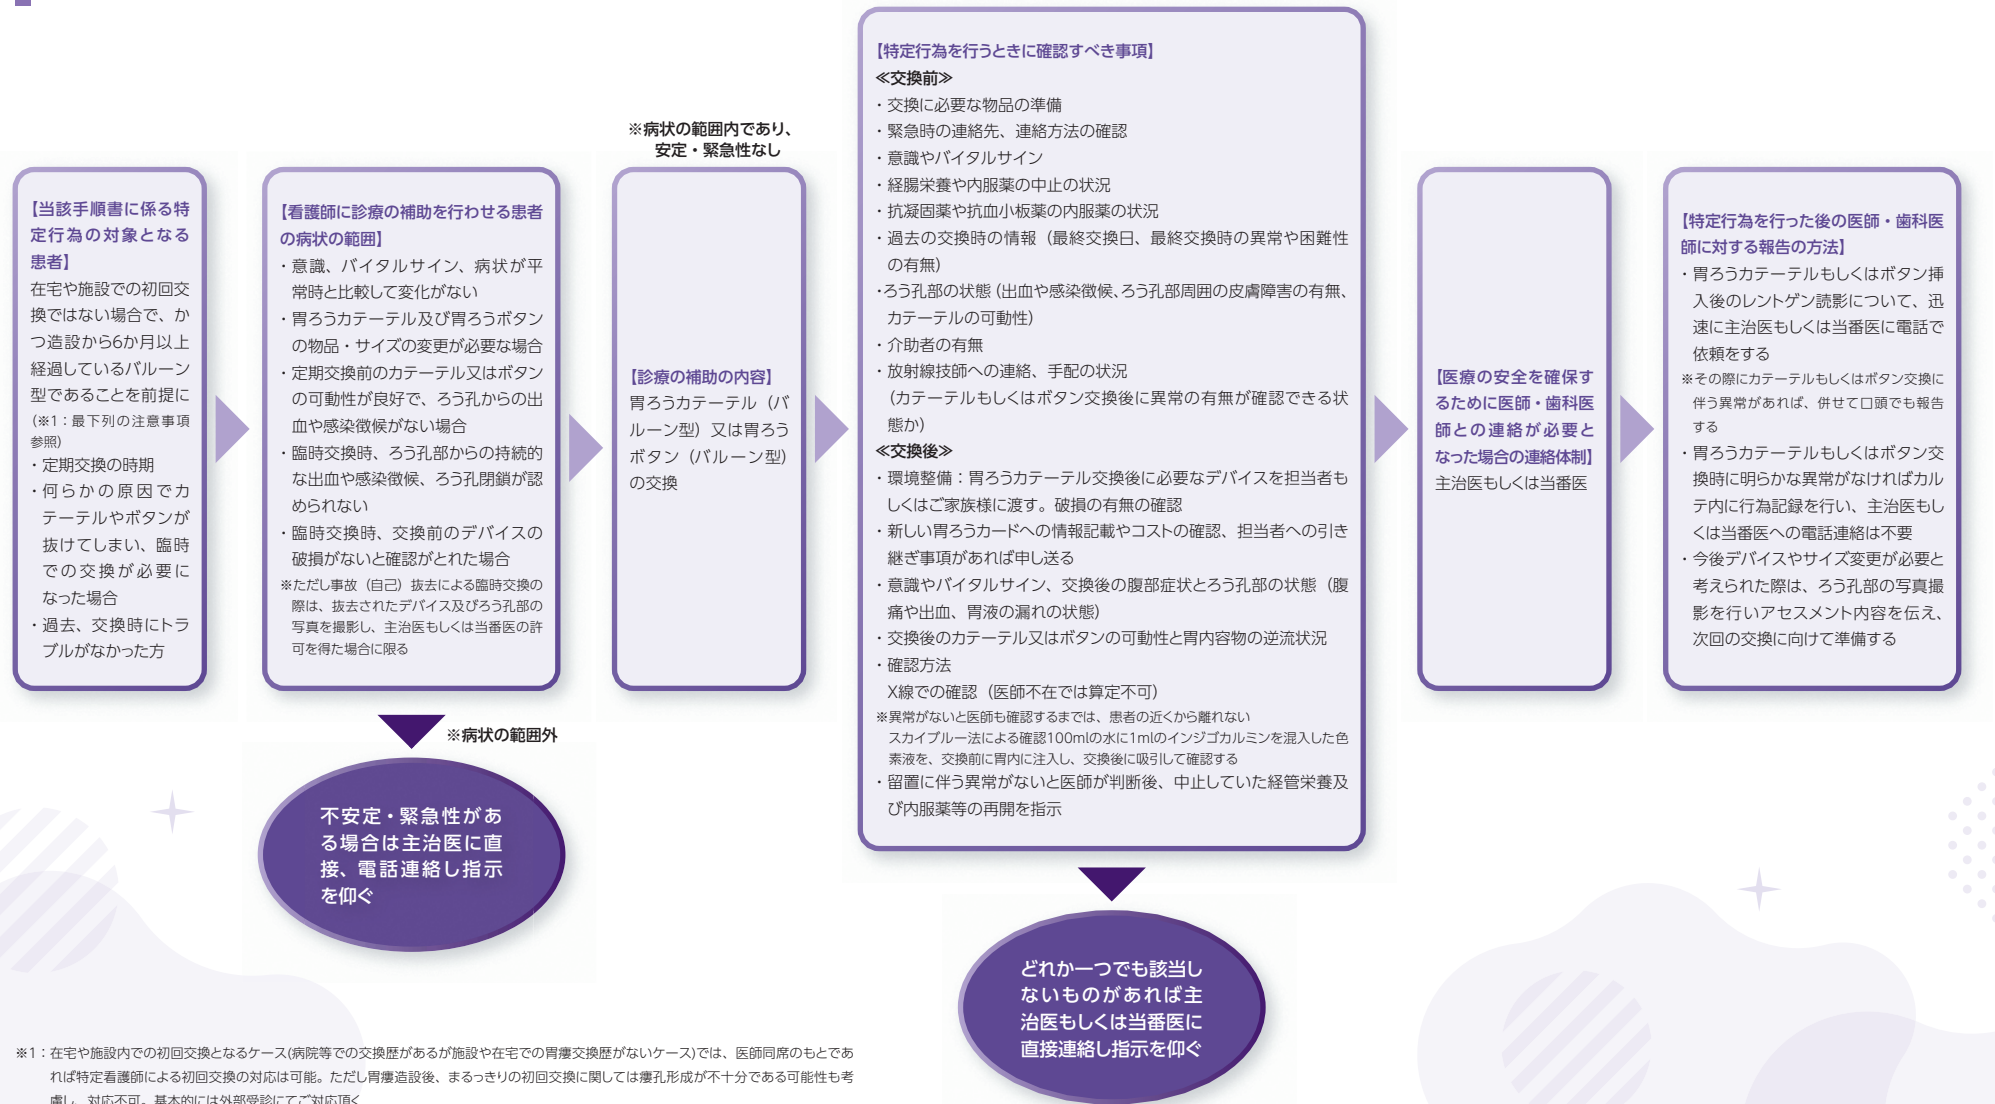 【当該手順書に係る特
定行為の対象となる
患者】
在宅や施設での初回交
換ではない場合で、か
つ造設から6か月以上
経過しているバルーン
型であることを前提に
(※1：最下列の注意事項
参照)
・定期交換の時期
・何らかの原因でカ
テーテルやボタンが
抜けてしまい、臨時
での交換が必要に
なった場合
・過去、交換時にトラ
ブルがなかった方
【看護師に診療の補助を行わせる患者
の病状の範囲】
・意識、バイタルサイン、病状が平
常時と比較して変化がない
・胃ろうカテーテル及び胃ろうボタン
の物品・サイズの変更が必要な場合
・定期交換前のカテーテル又はボタン
の可動性が良好で、ろう孔からの出
血や感染徴候がない場合
・臨時交換時、ろう孔部からの持続的
な出血や感染徴候、ろう孔閉鎖が認
められない
・臨時交換時、交換前のデバイスの
破損がないと確認がとれた場合
※ただし事故（自己）抜去による臨時交換の
際は、抜去されたデバイス及びろう孔部の
写真を撮影し、主治医もしくは当番医の許
可を得た場合に限る
※病状の範囲外
不安定・緊急性があ
る場合は主治医に直
接、電話連絡し指示
を仰ぐ
※病状の範囲内であり、
安定・緊急性なし
【診療の補助の内容】
胃ろうカテーテル（バ
ルーン型）又は胃ろう
ボタン（バルーン型）
の交換
【特定行為を行うときに確認すべき事項】
≪交換前≫
・交換に必要な物品の準備
・緊急時の連絡先、連絡方法の確認
・意識やバイタルサイン
・経腸栄養や内服薬の中止の状況
・抗凝固薬や抗血小板薬の内服薬の状況
・過去の交換時の情報（最終交換日、最終交換時の異常や困難性
の有無）
・ろう孔部の状態（出血や感染徴候、ろう孔部周囲の皮膚障害の有無、
カテーテルの可動性）
・介助者の有無
・放射線技師への連絡、手配の状況
（カテーテルもしくはボタン交換後に異常の有無が確認できる状
態か）
≪交換後≫
・環境整備：胃ろうカテーテル交換後に必要なデバイスを担当者も
しくはご家族様に渡す。破損の有無の確認
・新しい胃ろうカードへの情報記載やコストの確認、担当者への引き
継ぎ事項があれば申し送る
・意識やバイタルサイン、交換後の腹部症状とろう孔部の状態（腹
痛や出血、胃液の漏れの状態）
・交換後のカテーテル又はボタンの可動性と胃内容物の逆流状況
・確認方法
X線での確認（医師不在では算定不可）
※異常がないと医師も確認するまでは、患者の近くから離れない
スカイブルー法による確認100mlの水に1mlのインジゴカルミンを混入した色
素液を、交換前に胃内に注入し、交換後に吸引して確認する
・留置に伴う異常がないと医師が判断後、中止していた経管栄養及
び内服薬等の再開を指示
どれか一つでも該当し
ないものがあれば主
治医もしくは当番医に
直接連絡し指示を仰ぐ
【医療の安全を確保す
るために医師・歯科医
師との連絡が必要と
なった場合の連絡体制】
主治医もしくは当番医
【特定行為を行った後の医師・歯科医
師に対する報告の方法】
・胃ろうカテーテルもしくはボタン挿
入後のレントゲン読影について、迅
速に主治医もしくは当番医に電話で
依頼をする
※その際にカテーテルもしくはボタン交換に
伴う異常があれば、併せて口頭でも報告
する
・胃ろうカテーテルもしくはボタン交
換時に明らかな異常がなければカル
テ内に行為記録を行い、主治医もし
くは当番医への電話連絡は不要
・今後デバイスやサイズ変更が必要と
考えられた際は、ろう孔部の写真撮
影を行いアセスメント内容を伝え、
次回の交換に向けて準備する
※1：在宅や施設内での初回交換となるケース(病院等での交換歴があるが施設や在宅での胃瘻交換歴がないケース)では、医師同席のもとであ
れば特定看護師による初回交換の対応は可能。ただし胃瘻造設後、まるっきりの初回交換に関しては瘻孔形成が不十分である可能性も考
慮し、対応不可。基本的には外部受診にてご対応頂く